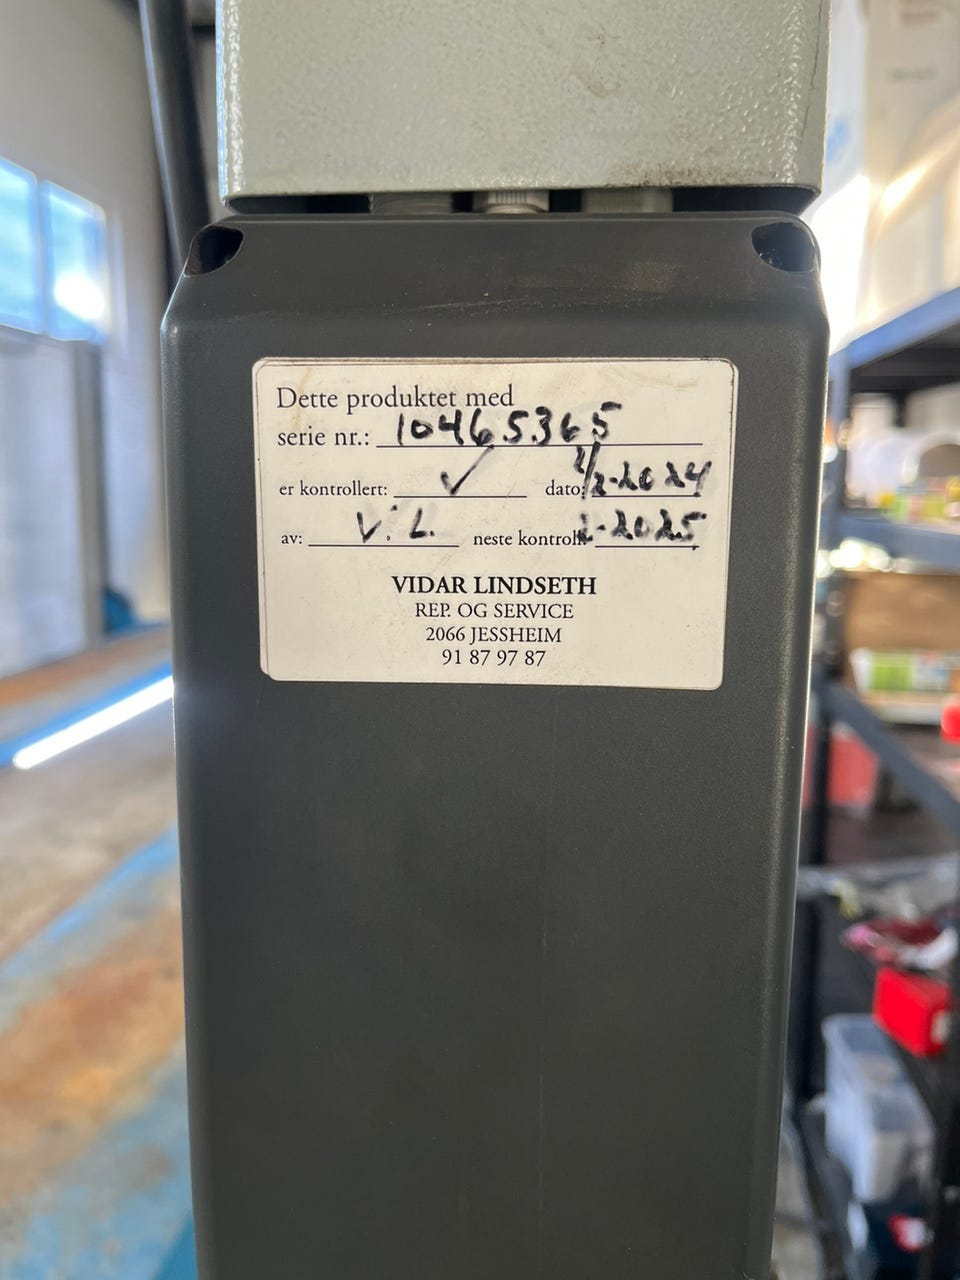 Dette produktet med
serie nr.: 10465365
er kontrollert: ✓ dato: 2/2-2024
av: V. L. neste kontroll: 2-2025
VIDAR LINDSETH
REP. OG SERVICE
2066 JESSHEIM
91 87 97 87